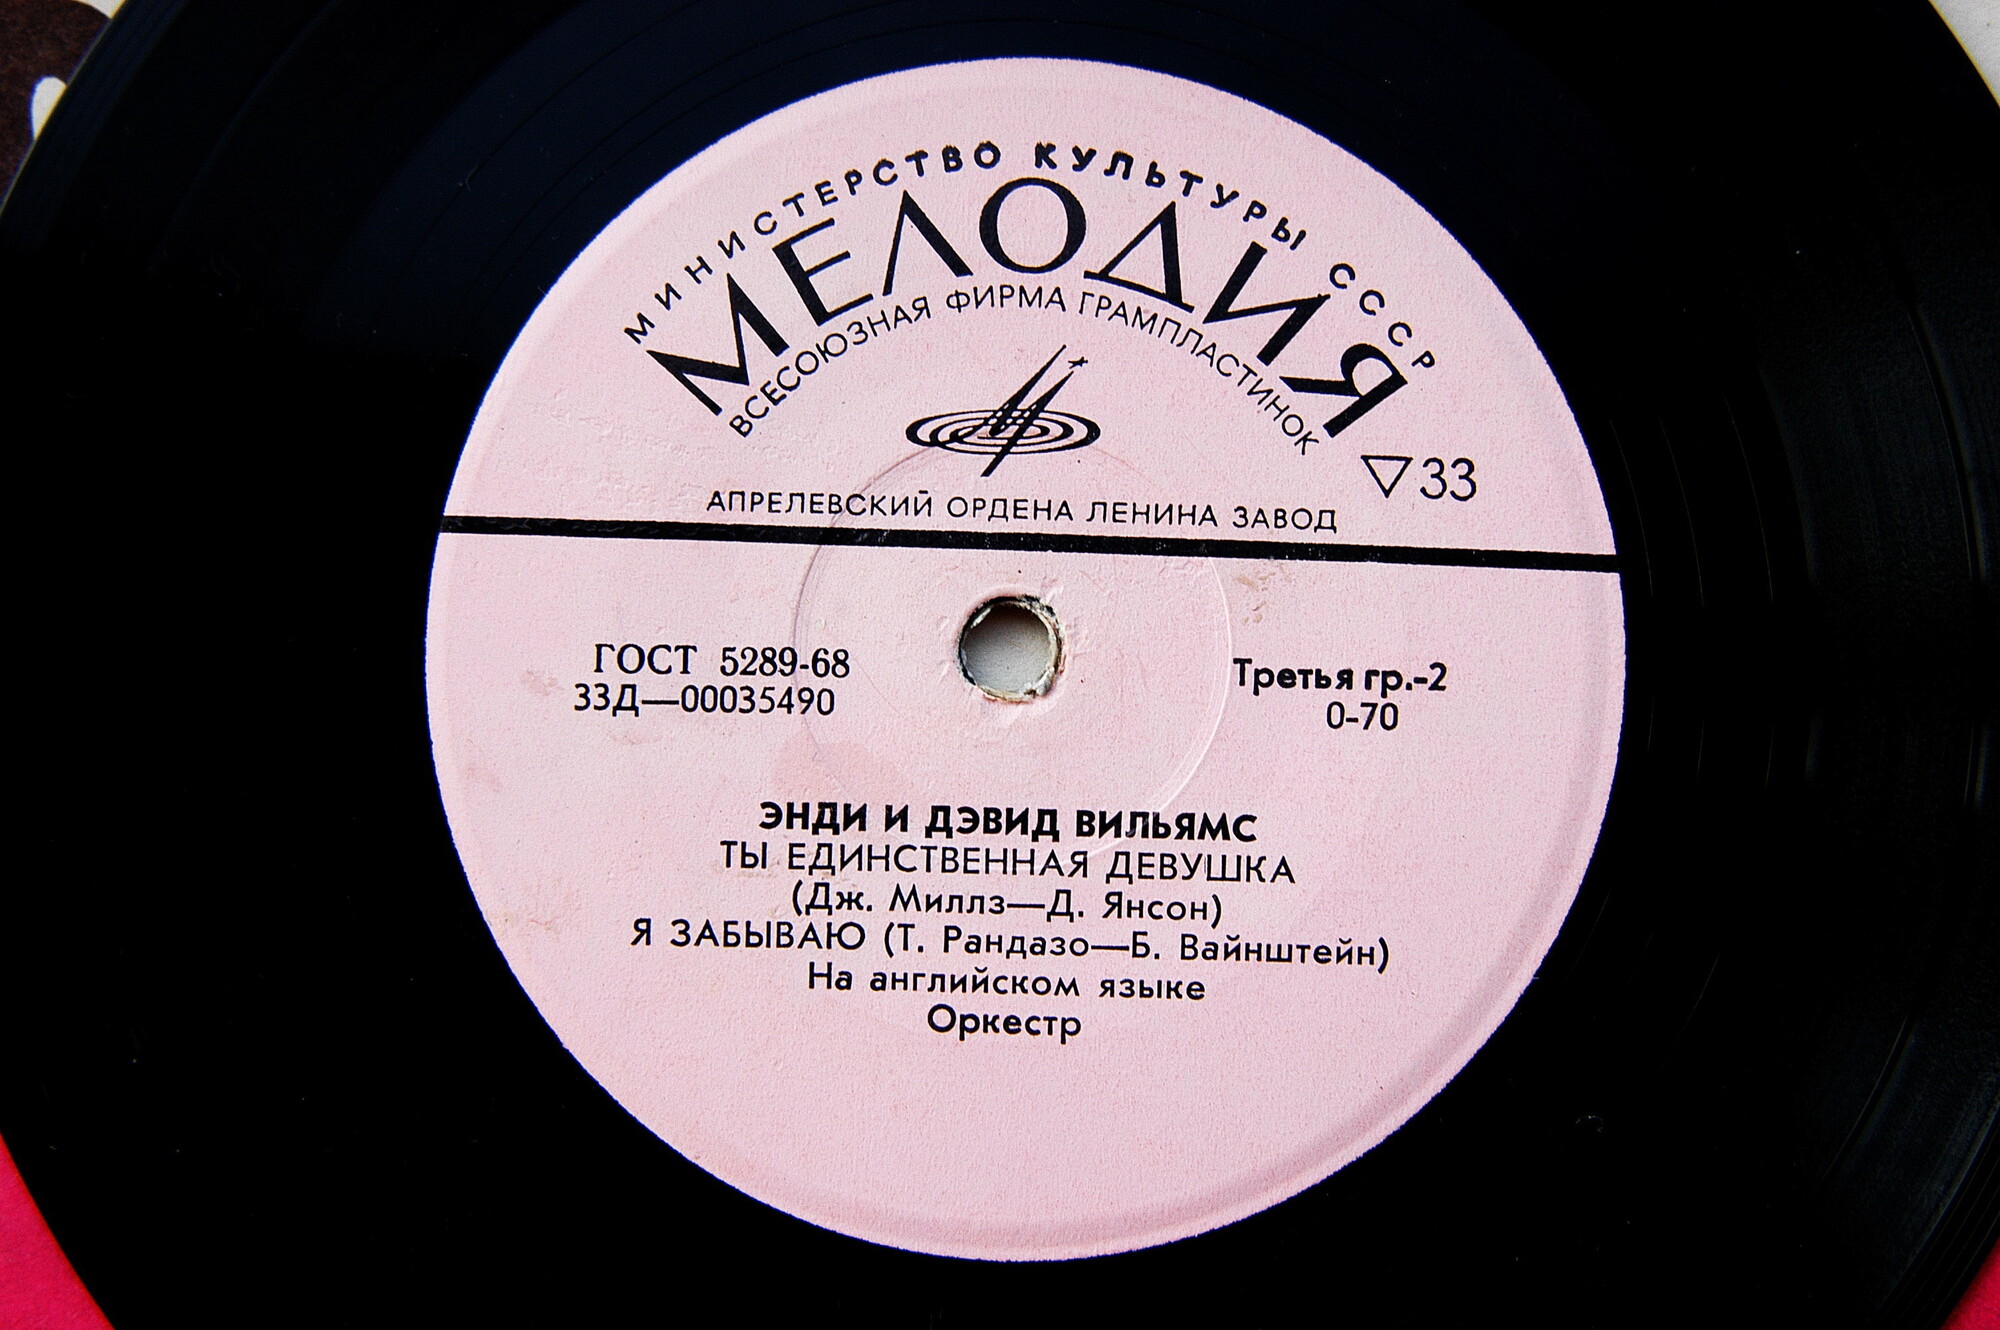 МИНИСТЕРСТВО КУЛЬТУРЫ СССР
МЕЛОДИЯ
ВСЕСОЮЗНАЯ ФИРМА ГРАМПЛАСТИНОК
▽33
АПРЕЛЕВСКИЙ ОРДЕНА ЛЕНИНА ЗАВОД
ГОСТ 5289-68
33Д—00035490
Третья гр.-2
0-70
ЭНДИ И ДЭВИД ВИЛЬЯМС
ТЫ ЕДИНСТВЕННАЯ ДЕВУШКА
(Дж. Миллз—Д. Янсон)
Я ЗАБЫВАЮ (Т. Рандазо—Б. Вайнштейн)
На английском языке
Оркестр